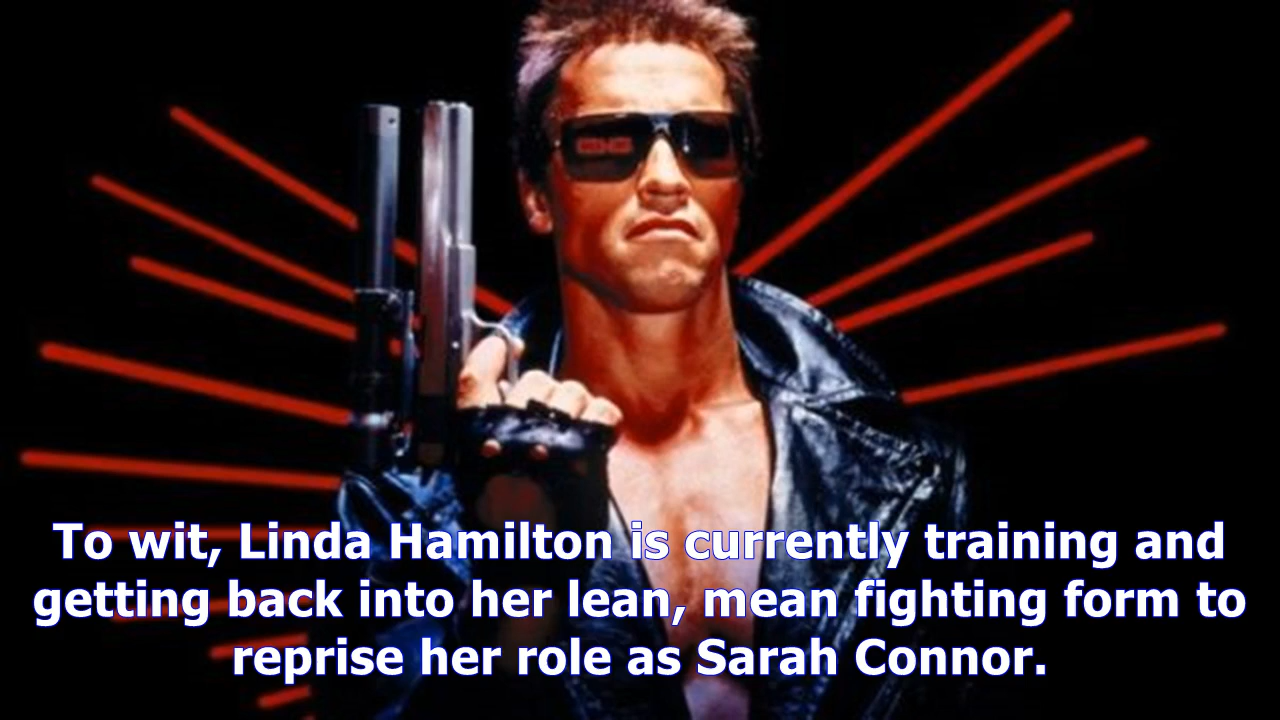 To wit, Linda Hamilton is currently training and
getting back into her lean, mean fighting form to
reprise her role as Sarah Connor.